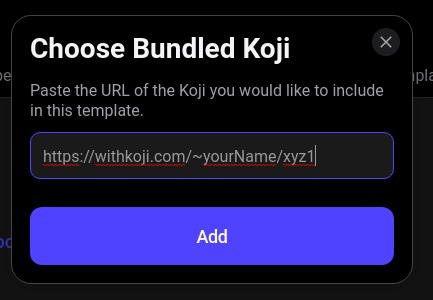 Choose Bundled Koji
Paste the URL of the Koji you would like to include
in this template.
https://withkoji.com/~yourName/xyz1
Add